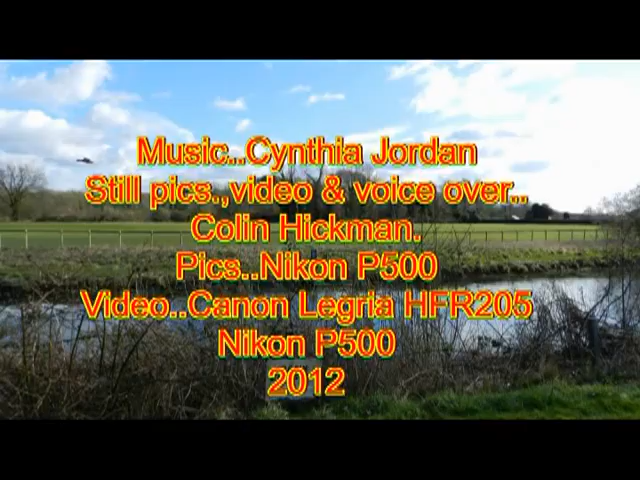 Music..Cynthia Jordan
Still pics.,video & voice over..
Colin Hickman.
Pics..Nikon P500
Video..Canon Legria HFR205
Nikon P500
2012